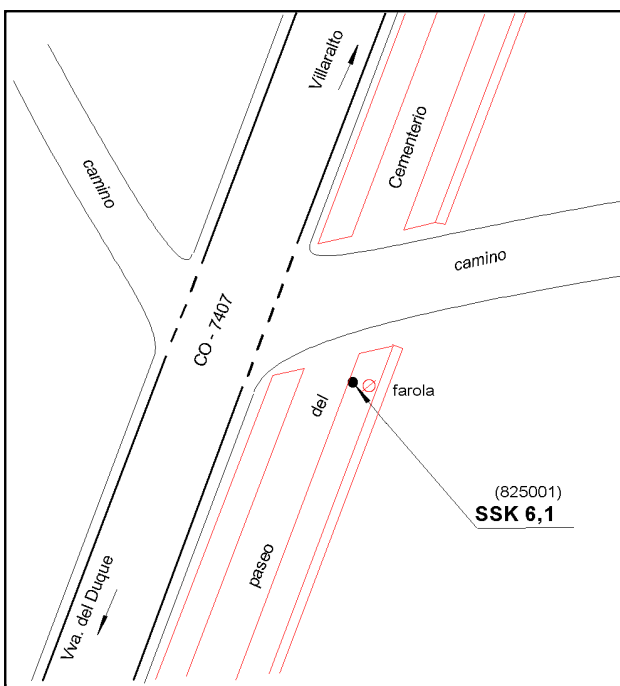 Villaralto
Cementerio
camino
camino
CO - 7407
farola
del
(825001)
SSK 6,1
paseo
Vva. del Duque